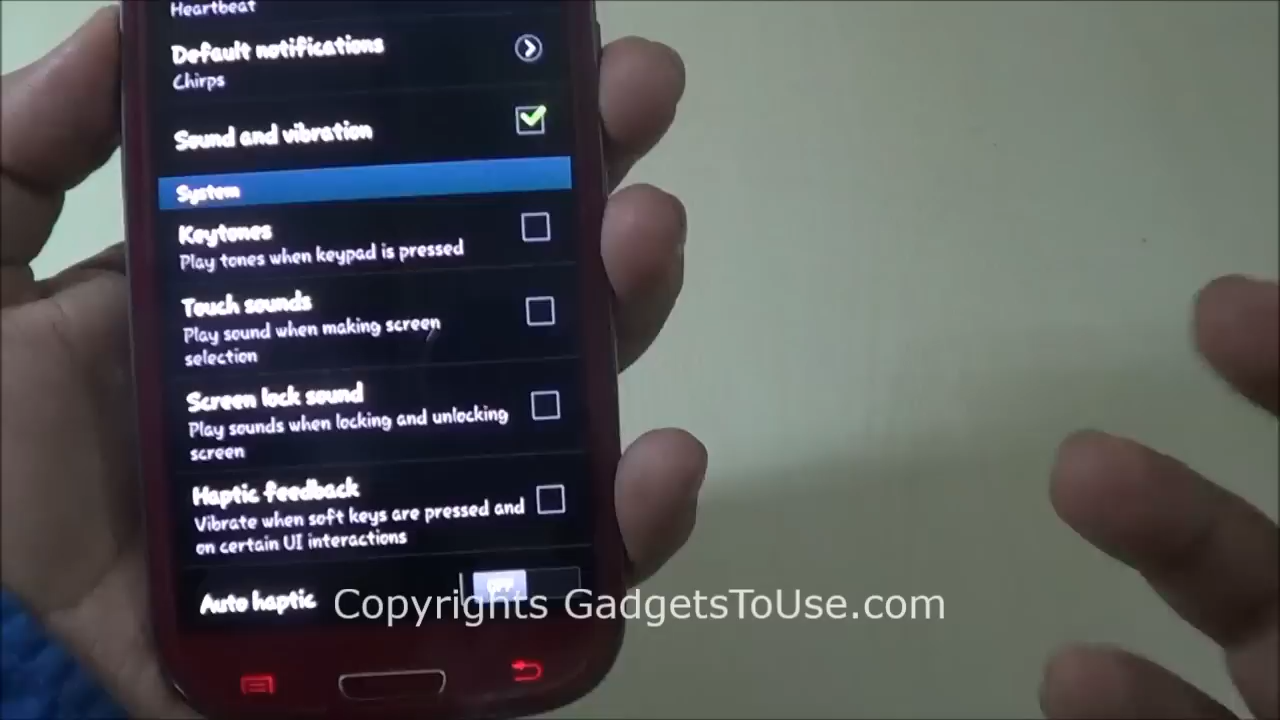 Heartbeat
Default notifications
Chirps
Sound and vibration
System
Keytones
Play tones when keypad is pressed
Touch sounds
Play sound when making screen
selection
Screen lock sound
Play sounds when locking and unlocking
screen
Haptic feedback
Vibrate when soft keys are pressed and
on certain UI interactions
Auto haptic
OFF
Copyrights GadgetsToUse.com